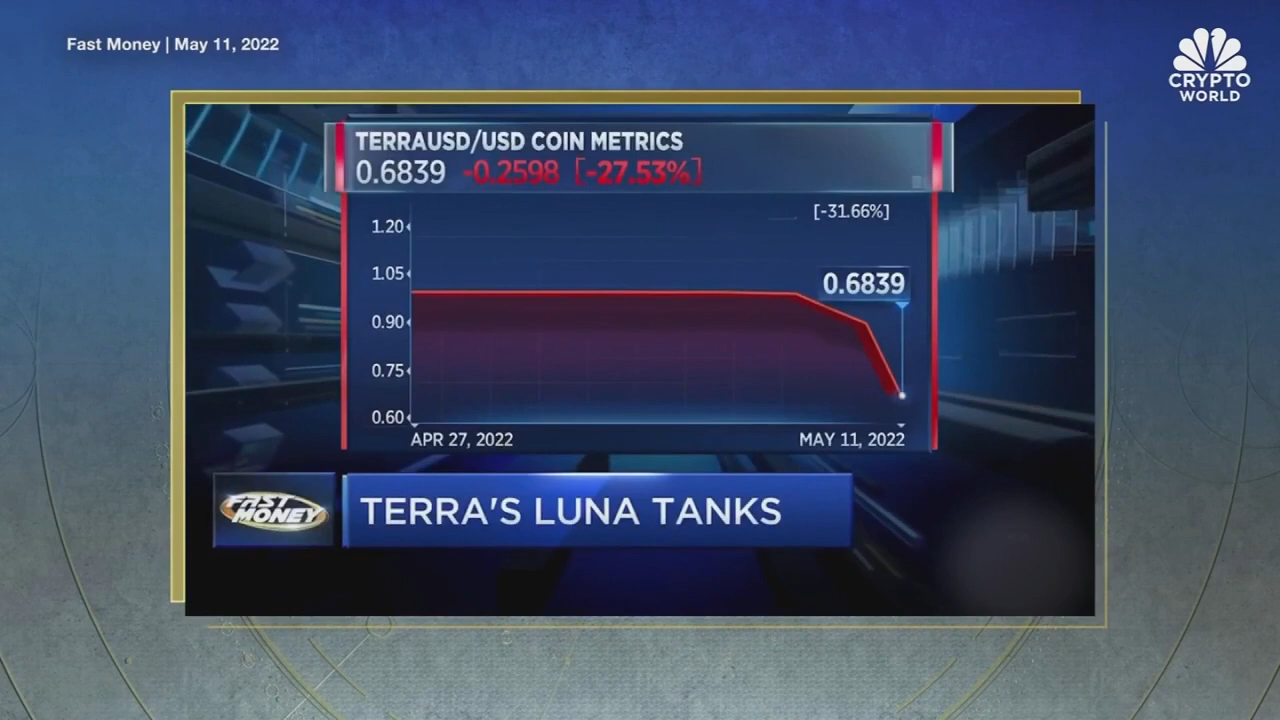 Fast Money | May 11, 2022
CRYPTO
WORLD
TERRAUSD/USD COIN METRICS
0.6839 -0.2598 [-27.53%]
[-31.66%]
1.20
1.05
0.6839
0.90
0.75
0.60
APR 27, 2022 MAY 11, 2022
FAST
MONEY
TERRA'S LUNA TANKS